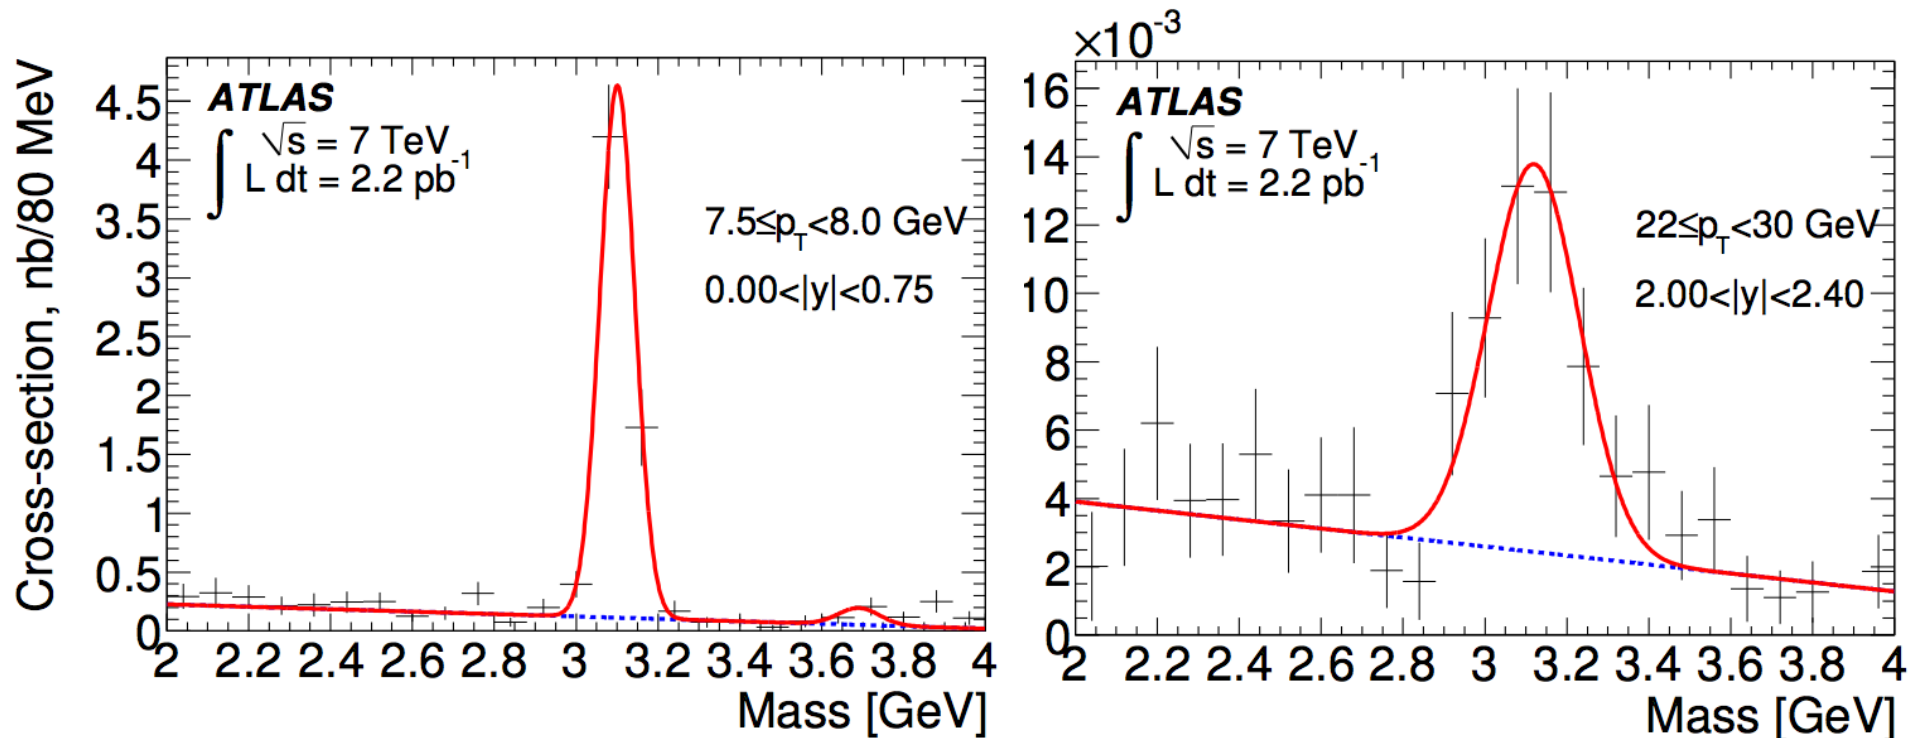 Cross-section, nb/80 MeV
ATLAS
∫ √s = 7 TeV
L dt = 2.2 pb⁻¹
7.5≤p_T<8.0 GeV
0.00<|y|<0.75
4.5
4
3.5
3
2.5
2
1.5
1
0.5
0
2 2.2 2.4 2.6 2.8 3 3.2 3.4 3.6 3.8 4
Mass [GeV]
×10⁻³
ATLAS
∫ √s = 7 TeV
L dt = 2.2 pb⁻¹
22≤p_T<30 GeV
2.00<|y|<2.40
16
14
12
10
8
6
4
2
0
2 2.2 2.4 2.6 2.8 3 3.2 3.4 3.6 3.8 4
Mass [GeV]